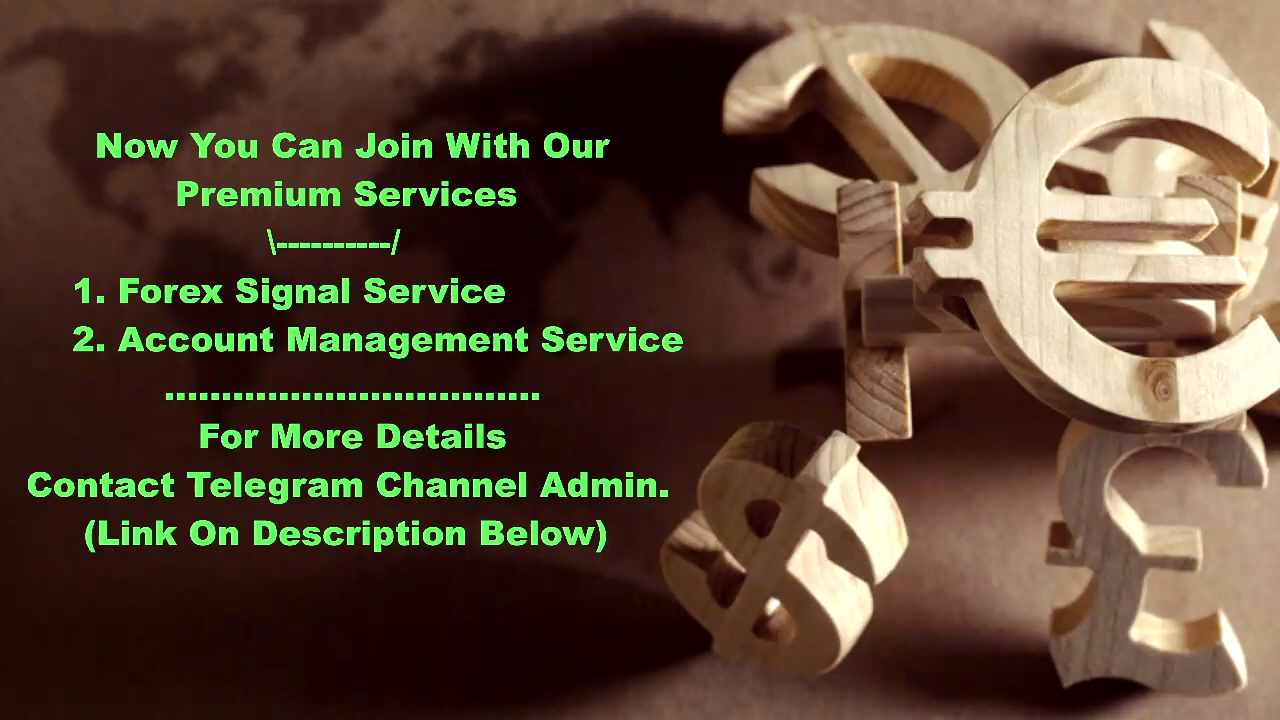 Now You Can Join With Our
Premium Services
\----------/
1. Forex Signal Service
2. Account Management Service
.................................
For More Details
Contact Telegram Channel Admin.
(Link On Description Below)